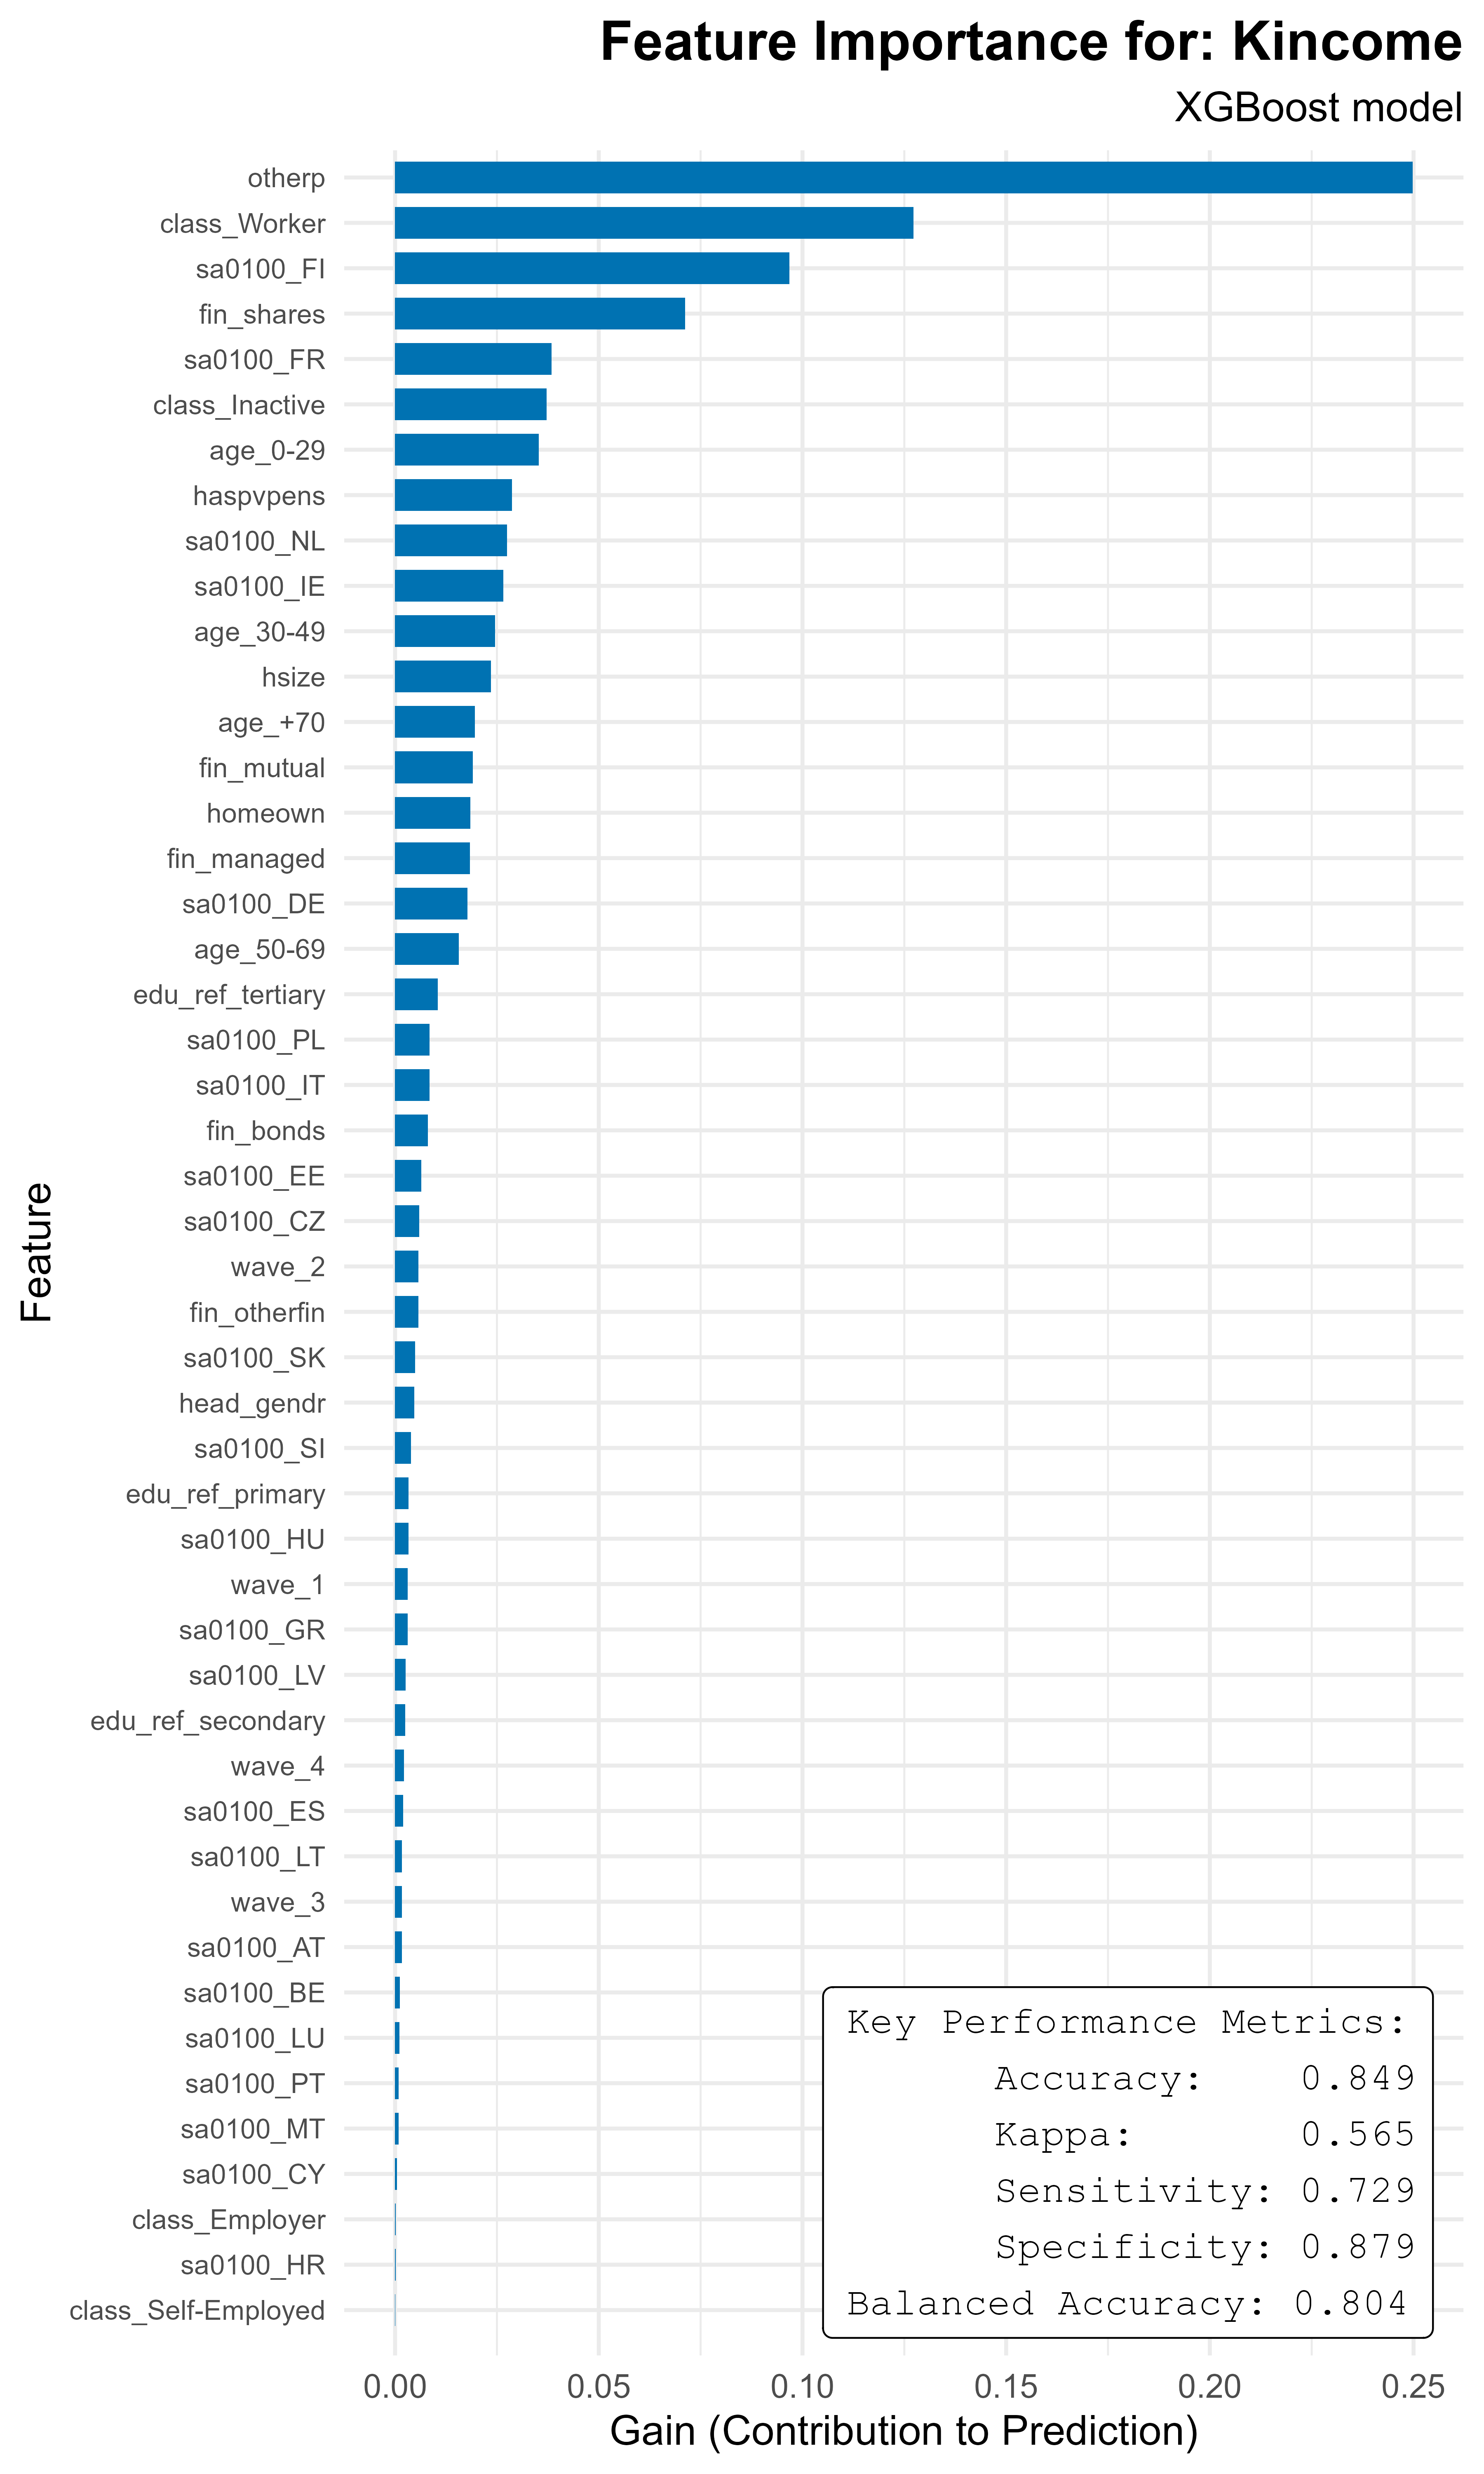 Feature Importance for: Kincome
XGBoost model
otherp
class_Worker
sa0100_FI
fin_shares
sa0100_FR
class_Inactive
age_0-29
haspvpens
sa0100_NL
sa0100_IE
age_30-49
hsize
age_+70
fin_mutual
homeown
fin_managed
sa0100_DE
age_50-69
edu_ref_tertiary
sa0100_PL
sa0100_IT
fin_bonds
sa0100_EE
sa0100_CZ
wave_2
fin_otherfin
sa0100_SK
head_gendr
sa0100_SI
edu_ref_primary
sa0100_HU
wave_1
sa0100_GR
sa0100_LV
edu_ref_secondary
wave_4
sa0100_ES
sa0100_LT
wave_3
sa0100_AT
sa0100_BE
sa0100_LU
sa0100_PT
sa0100_MT
sa0100_CY
class_Employer
sa0100_HR
class_Self-Employed
Feature
Key Performance Metrics:
Accuracy: 0.849
Kappa: 0.565
Sensitivity: 0.729
Specificity: 0.879
Balanced Accuracy: 0.804
0.00 0.05 0.10 0.15 0.20 0.25
Gain (Contribution to Prediction)